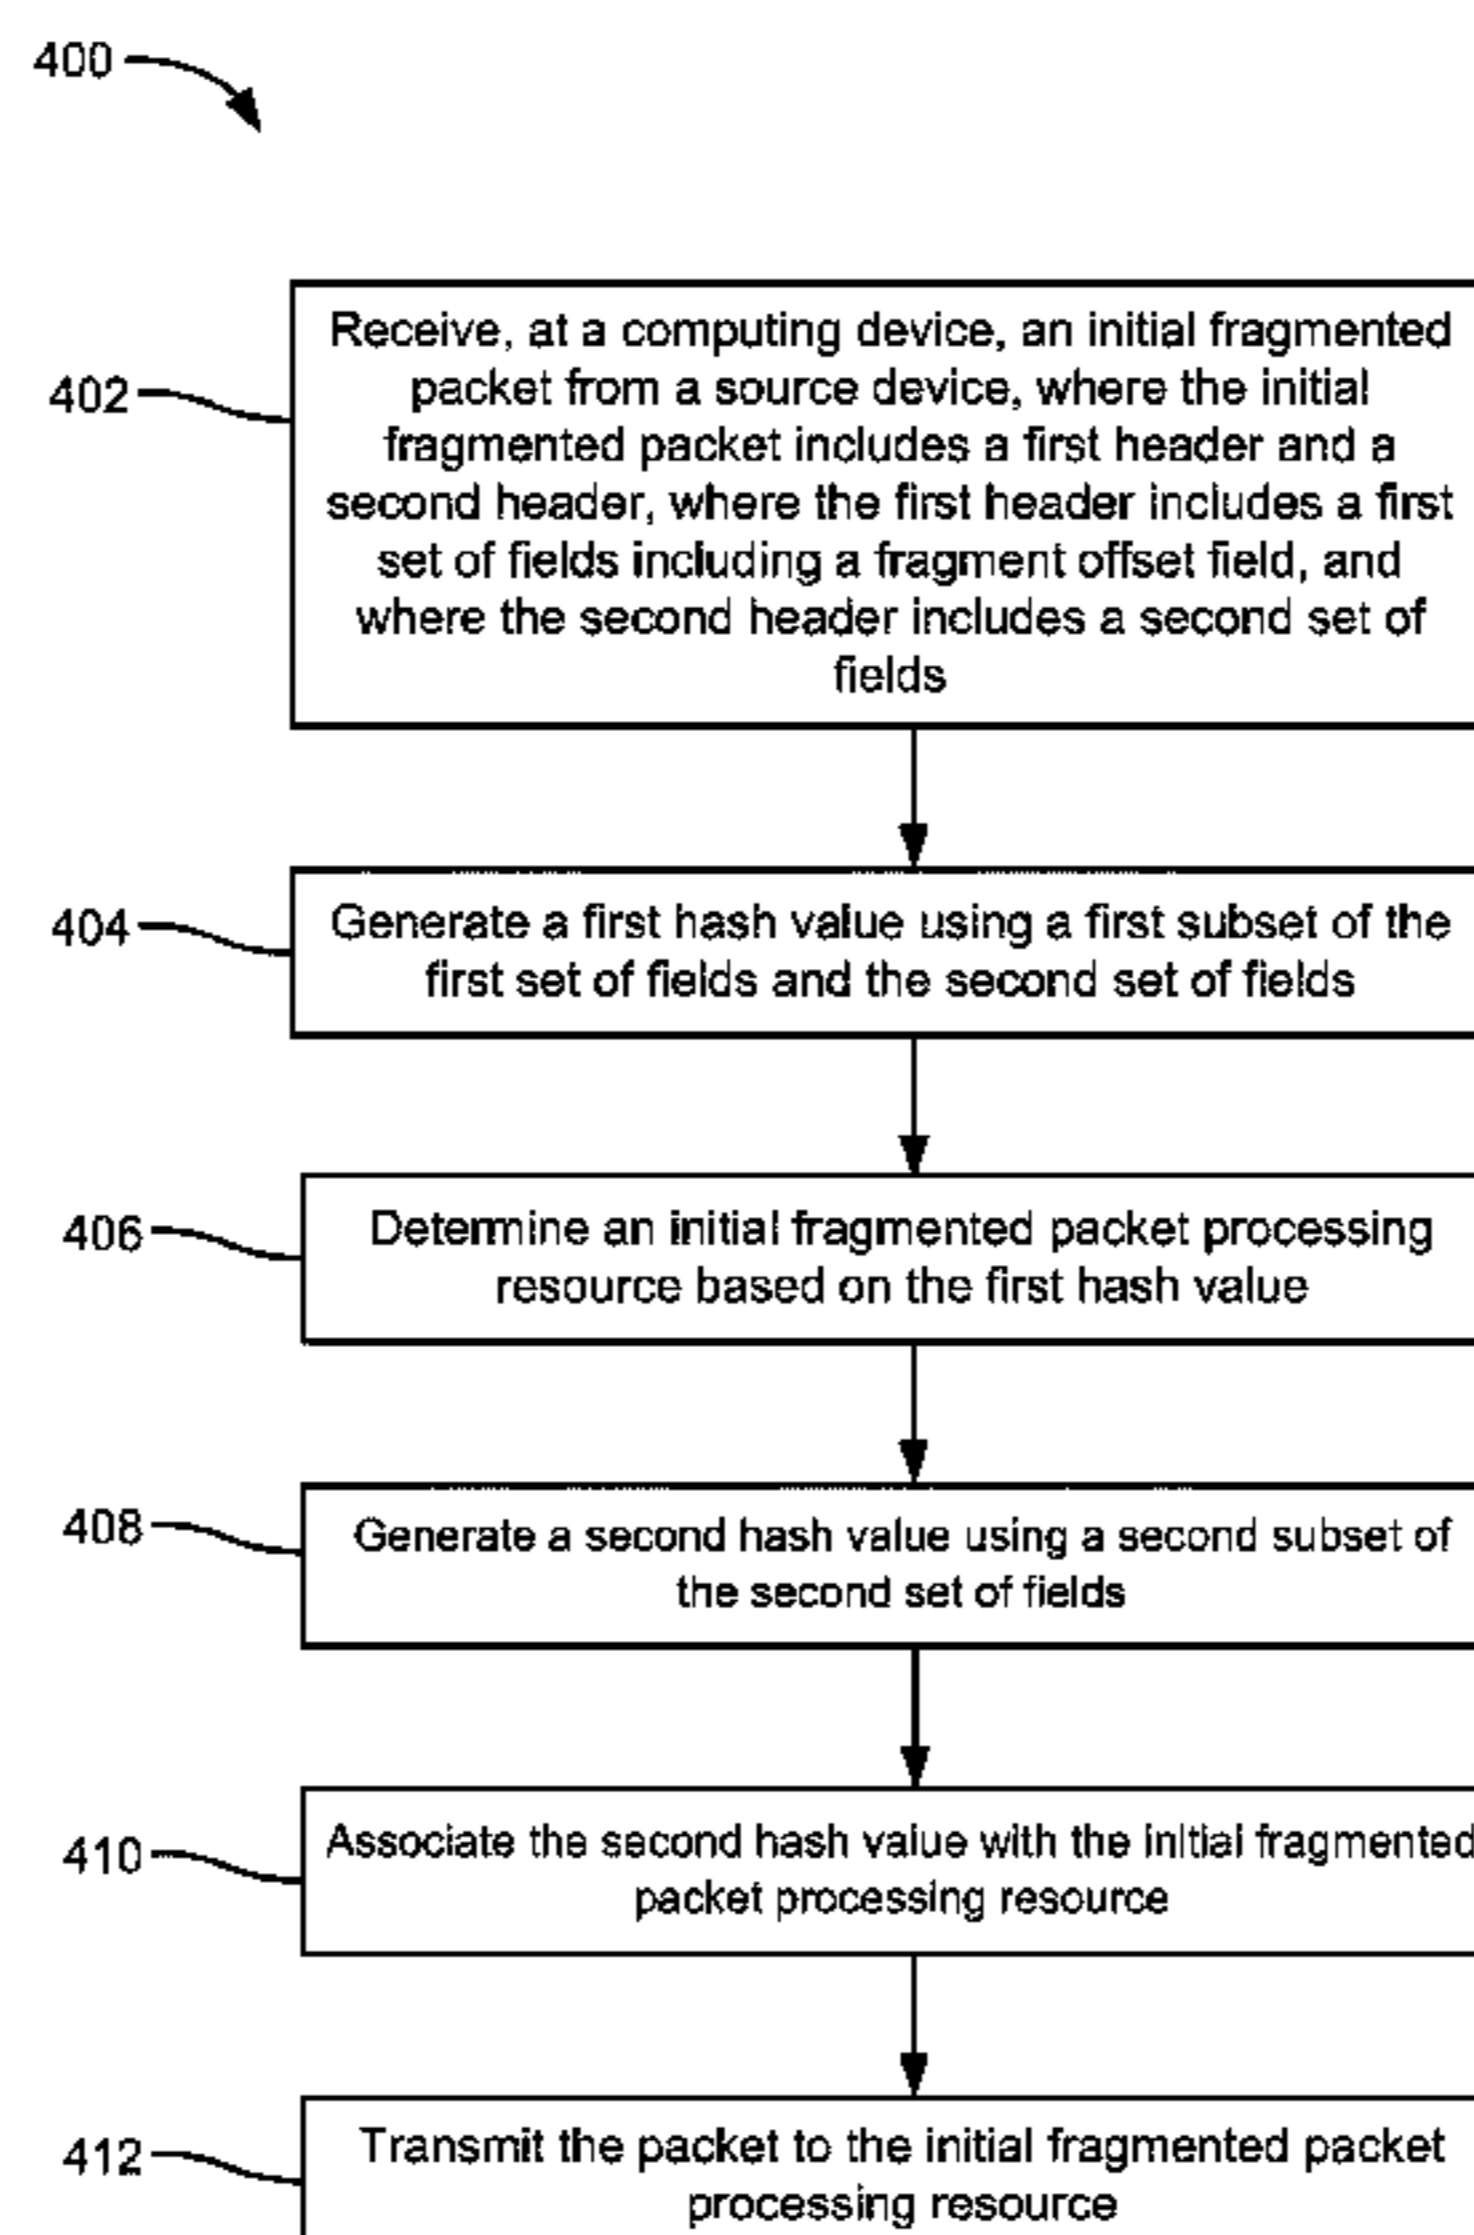 400
402
Receive, at a computing device, an initial fragmented
packet from a source device, where the initial
fragmented packet includes a first header and a
second header, where the first header includes a first
set of fields including a fragment offset field, and
where the second header includes a second set of
fields
404
Generate a first hash value using a first subset of the
first set of fields and the second set of fields
406
Determine an initial fragmented packet processing
resource based on the first hash value
408
Generate a second hash value using a second subset of
the second set of fields
410
Associate the second hash value with the initial fragmented
packet processing resource
412
Transmit the packet to the initial fragmented packet
processing resource